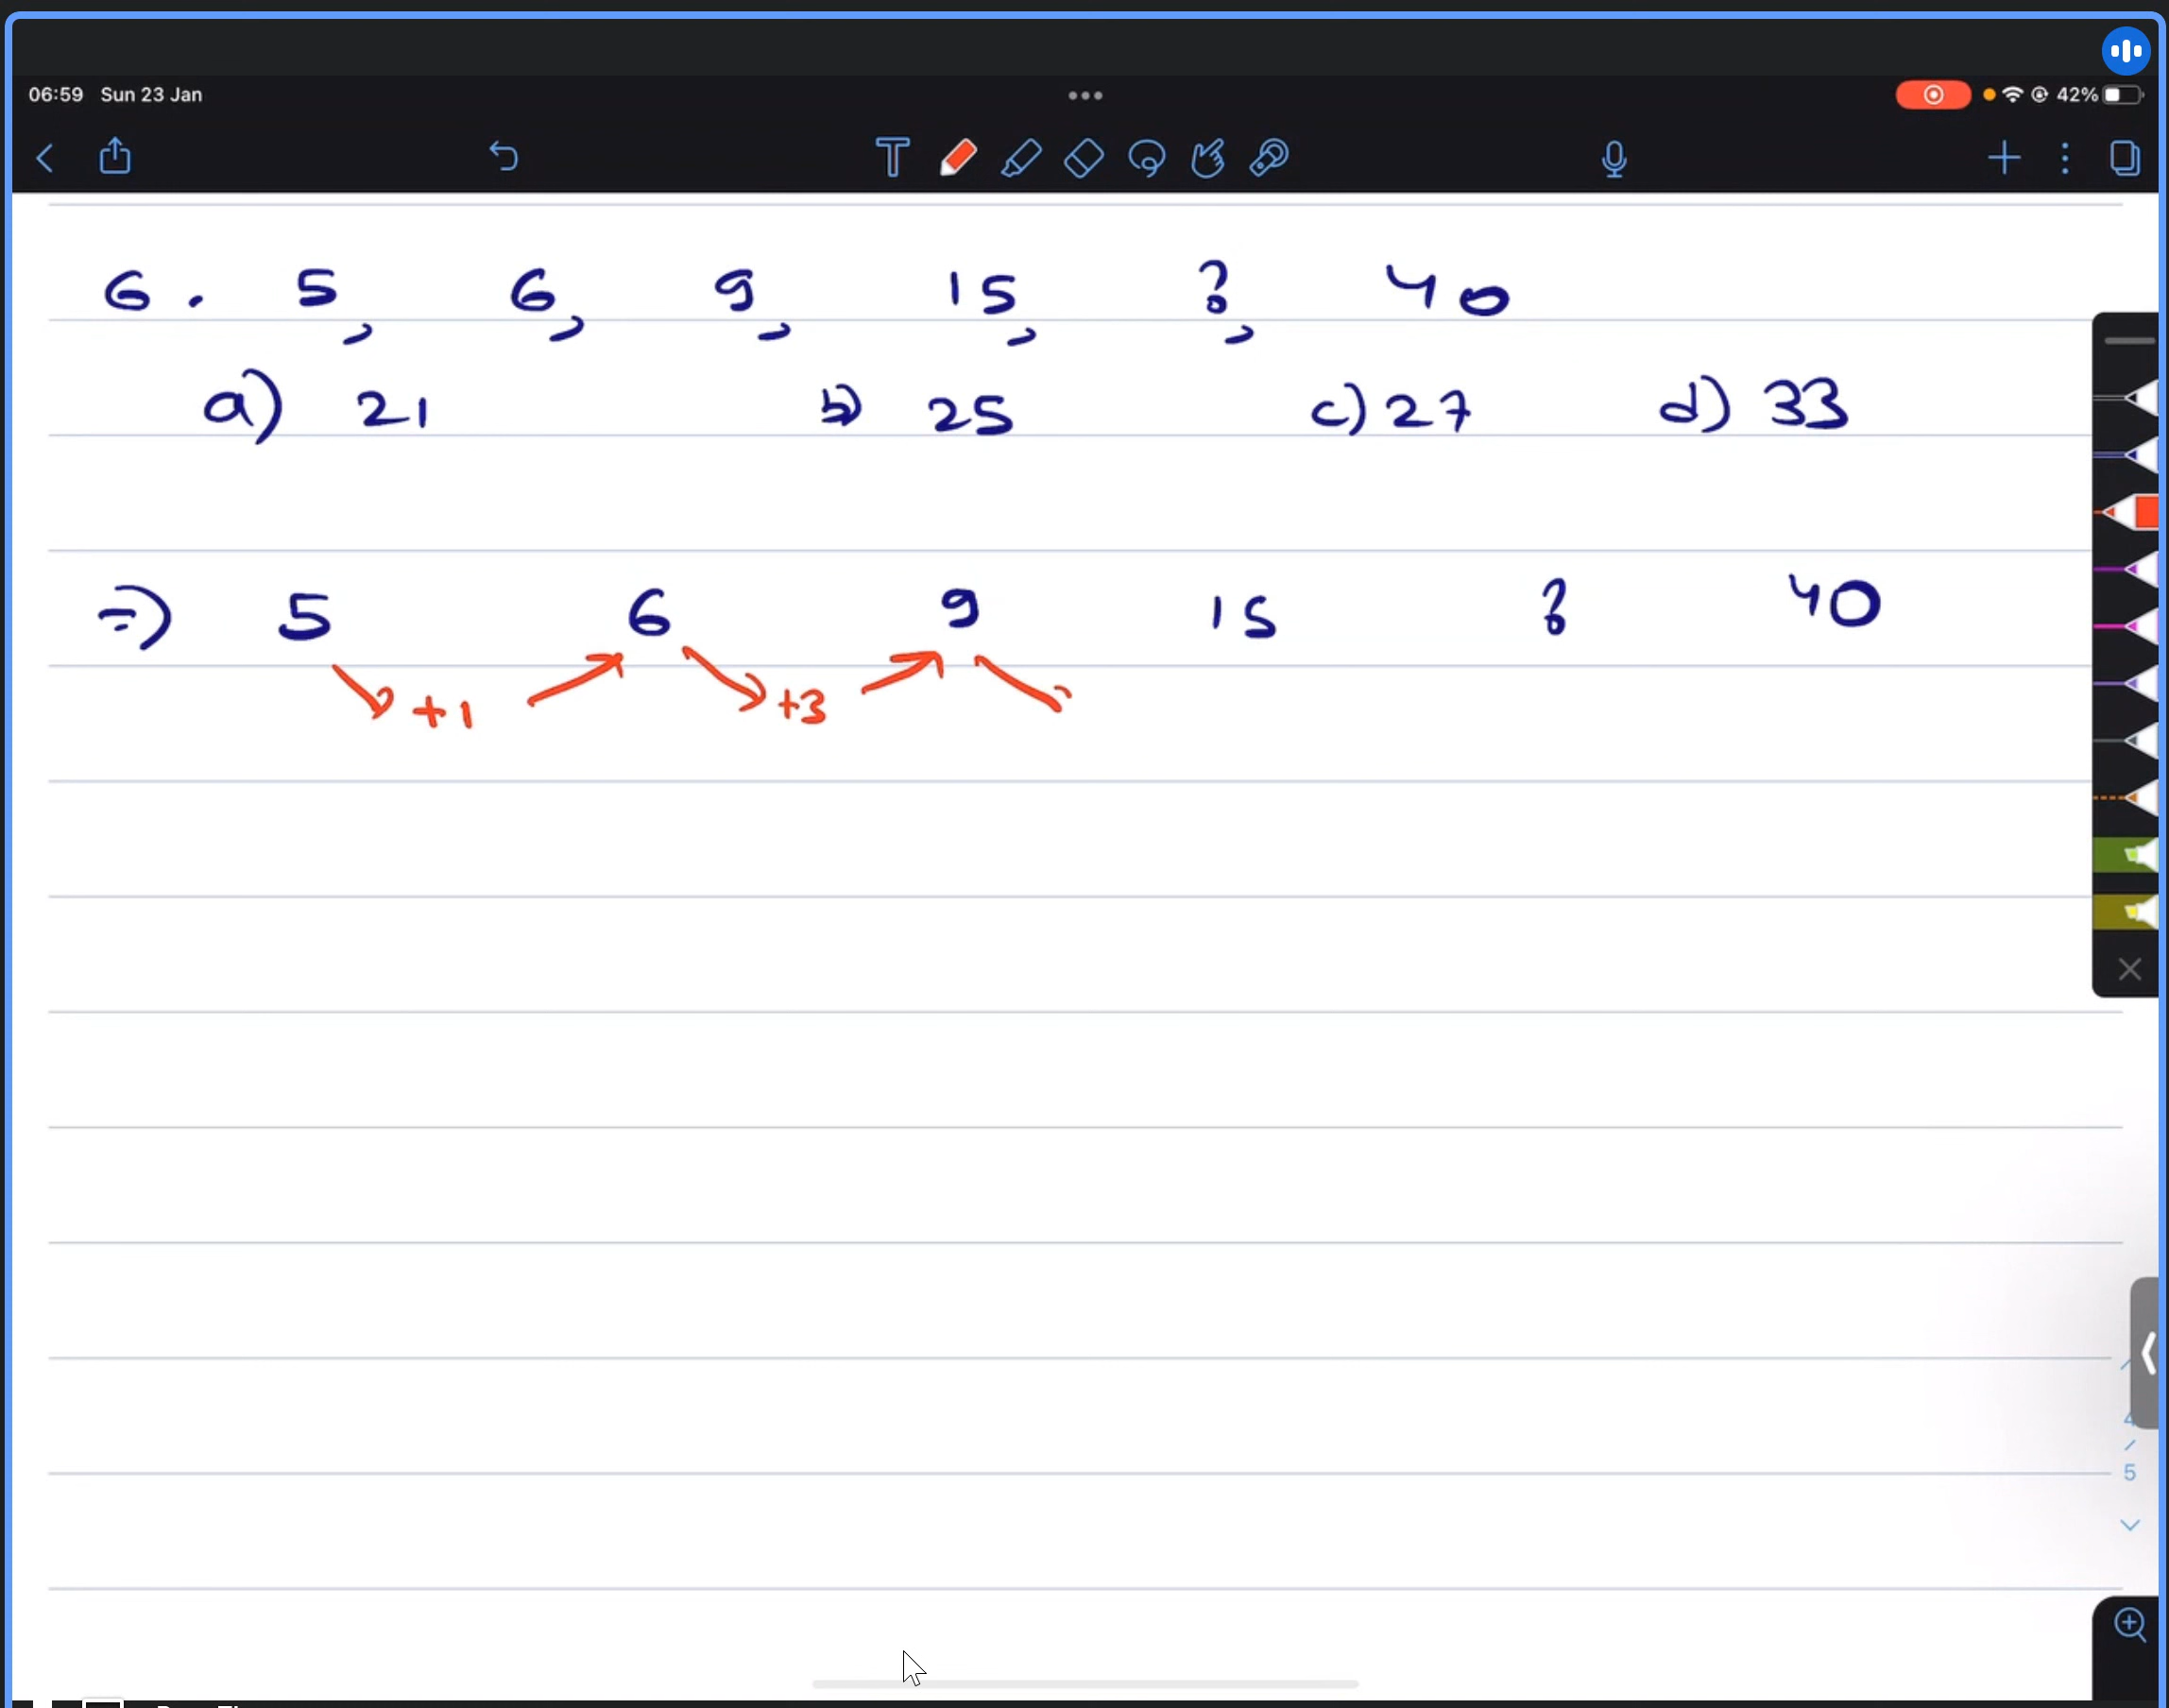 06:59 Sun 23 Jan 42%
T
6. 5, 6, 9, 15, ?, 40
a) 21 b) 25 c) 27 d) 33
⇒) 5 6 9 15 ? 40
+1 +3
4
5